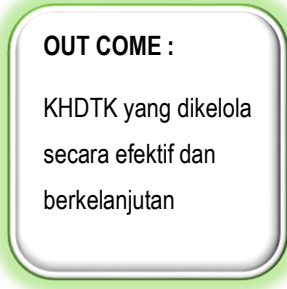 OUT COME :
KHDTK yang dikelola
secara efektif dan
berkelanjutan